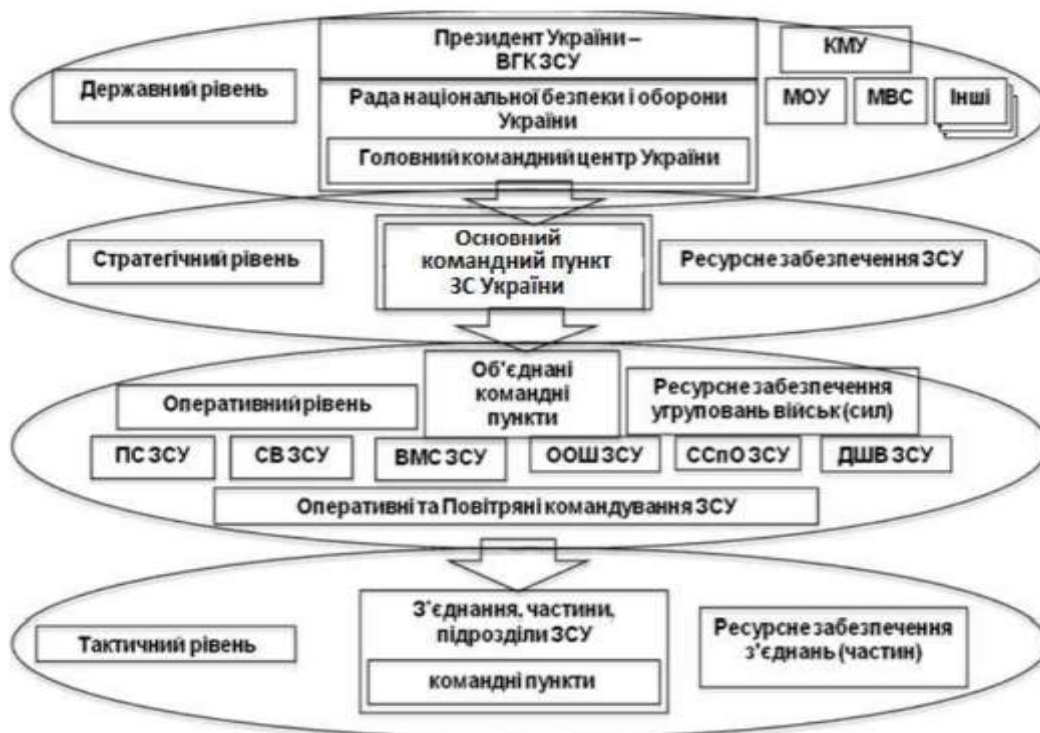 Президент України –
ВГК ЗСУ
КМУ
Державний рівень
Рада національної безпеки і оборони
України
МОУ
МВС
Інші
Головний командний центр України
Стратегічний рівень
Основний
командний пункт
ЗС України
Ресурсне забезпечення ЗСУ
Оперативний рівень
Об'єднані
командні
пункти
Ресурсне забезпечення
угруповань військ (сил)
ПС ЗСУ
СВ ЗСУ
ВМС ЗСУ
ООШ ЗСУ
ССпО ЗСУ
ДШВ ЗСУ
Оперативні та Повітряні командування ЗСУ
Тактичний рівень
З'єднання, частини,
підрозділи ЗСУ
командні пункти
Ресурсне забезпечення
з'єднань (частин)